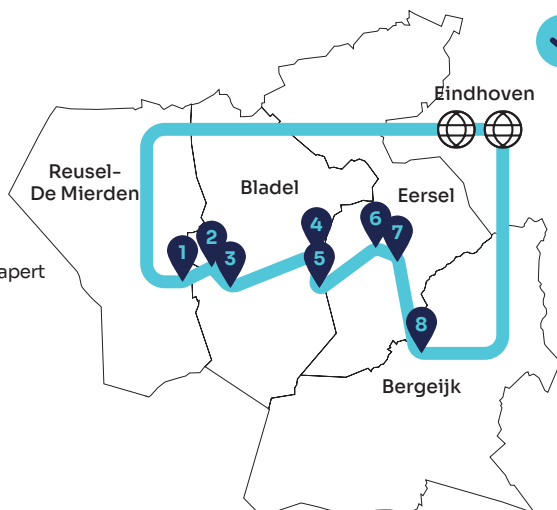 Eindhoven
Reusel-
De Mierden
Bladel
Eersel
1
2
3
4
5
6
7
apert
8
Bergeijk